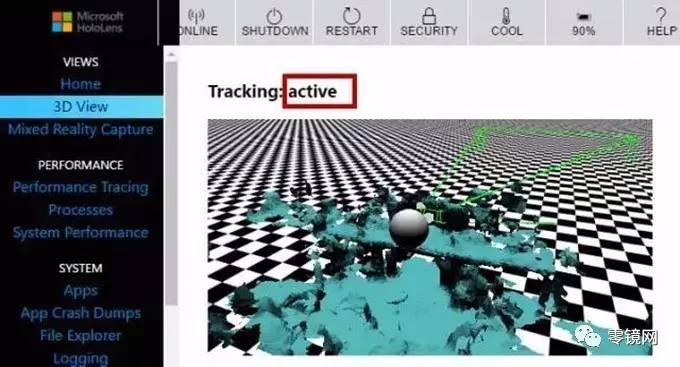 Microsoft
HoloLens
ONLINE
SHUTDOWN
RESTART
SECURITY
COOL
90%
HELP
VIEWS
Home
3D View
Mixed Reality Capture
PERFORMANCE
Performance Tracing
Processes
System Performance
SYSTEM
Apps
App Crash Dumps
File Explorer
Logging
Tracking: active
零镜网